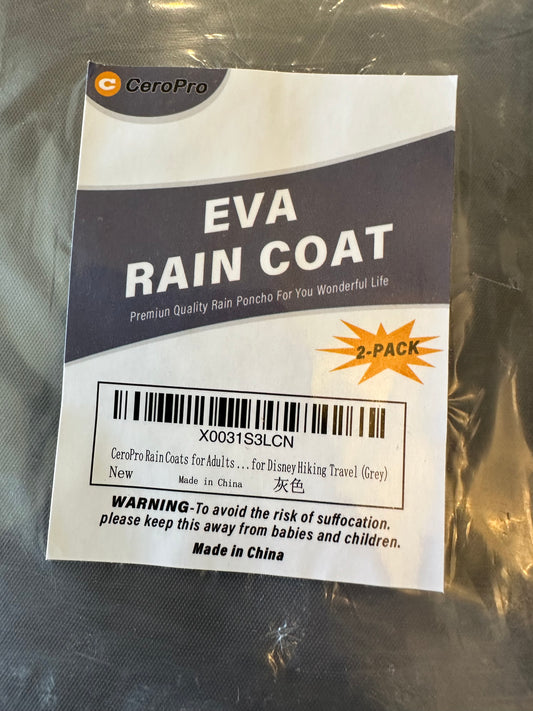 C CeroPro
EVA
RAIN COAT
Premiun Quality Rain Poncho For You Wonderful Life
2-PACK
X0031S3LCN
CeroPro Rain Coats for Adults ... for Disney Hiking Travel (Grey)
New Made in China 灰色
WARNING-To avoid the risk of suffocation.
please keep this away from babies and children.
Made in China